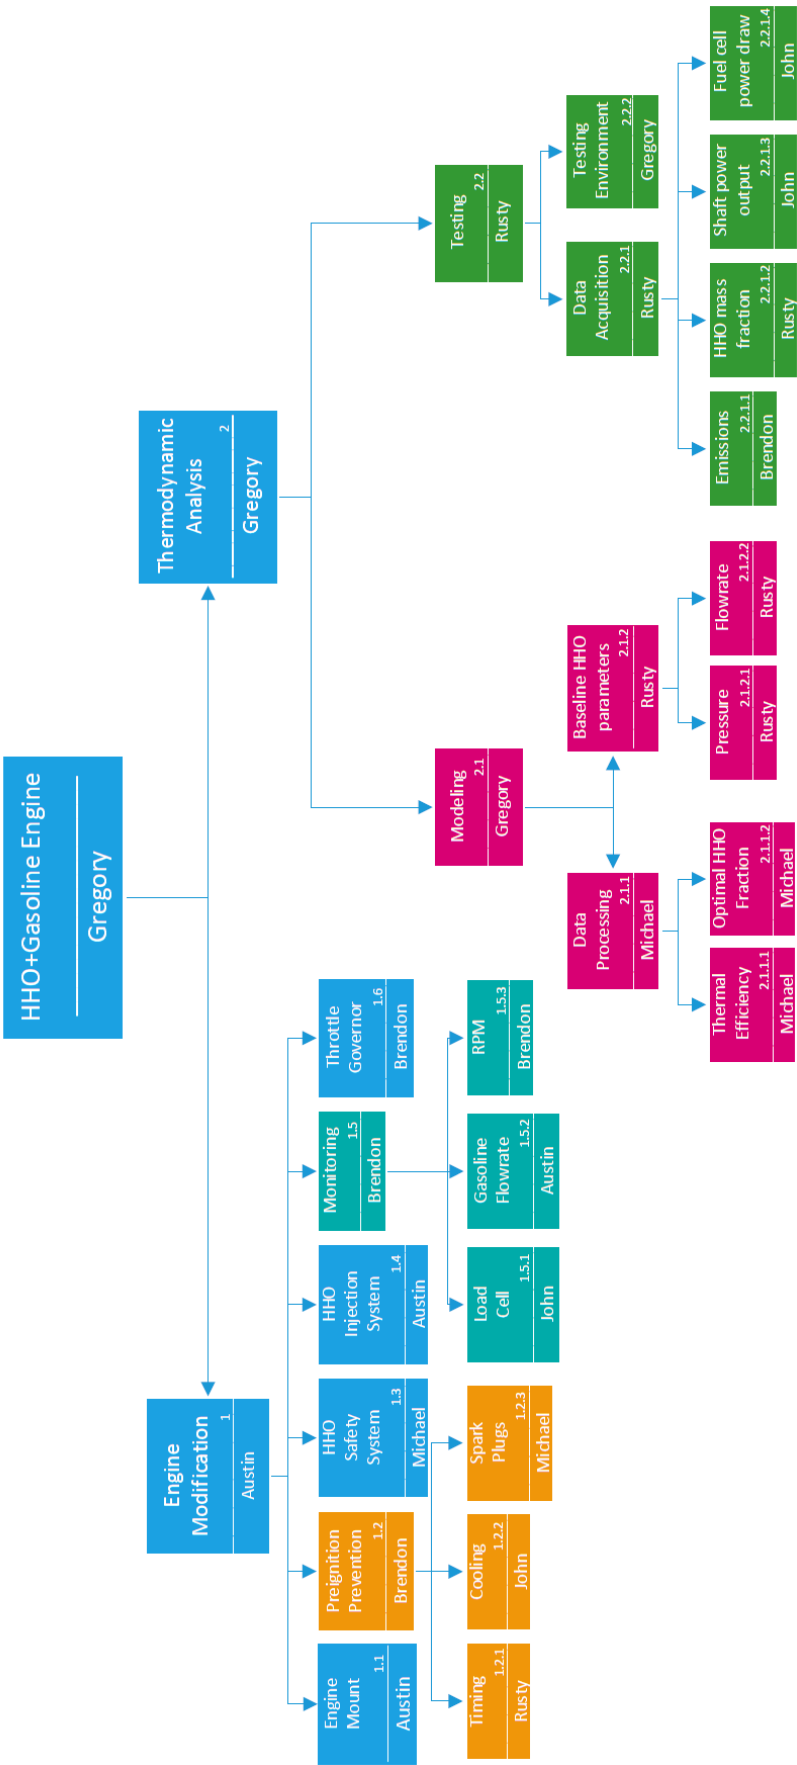 HHO+Gasoline Engine
Gregory
Engine
Modification
1
Austin
Thermodynamic
Analysis
2
Gregory
Engine
Mount
1.1
Austin
Preignition
Prevention
1.2
Brendon
HHO
Safety
System
1.3
Michael
HHO
Injection
System
1.4
Austin
Monitoring
1.5
Brendon
Throttle
Governor
1.6
Brendon
Timing
1.2.1
Rusty
Cooling
1.2.2
John
Spark
Plugs
1.2.3
Michael
Load
Cell
1.5.1
John
Gasoline
Flowrate
1.5.2
Austin
RPM
1.5.3
Brendon
Modeling
2.1
Gregory
Testing
2.2
Rusty
Data
Processing
2.1.1
Michael
Baseline HHO
parameters
2.1.2
Rusty
Data
Acquisition
2.2.1
Rusty
Testing
Environment
2.2.2
Gregory
Thermal
Efficiency
2.1.1.1
Michael
Optimal HHO
Fraction
2.1.1.2
Michael
Pressure
2.1.2.1
Rusty
Flowrate
2.1.2.2
Rusty
Emissions
2.2.1.1
Brendon
HHO mass
fraction
2.2.1.2
Rusty
Shaft power
output
2.2.1.3
John
Fuel cell
power draw
2.2.1.4
John